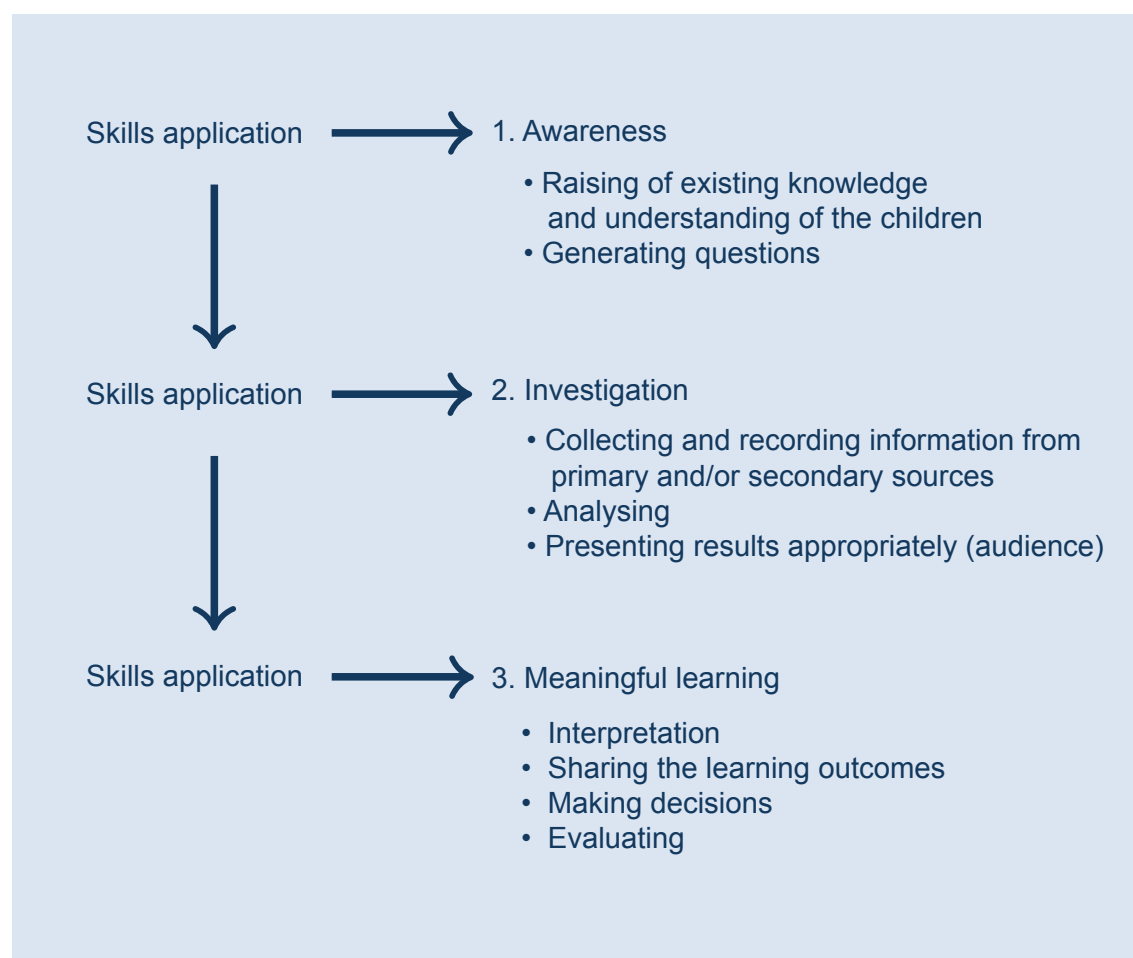 Skills application
1. Awareness
• Raising of existing knowledge
and understanding of the children
• Generating questions
Skills application
2. Investigation
• Collecting and recording information from
primary and/or secondary sources
• Analysing
• Presenting results appropriately (audience)
Skills application
3. Meaningful learning
• Interpretation
• Sharing the learning outcomes
• Making decisions
• Evaluating